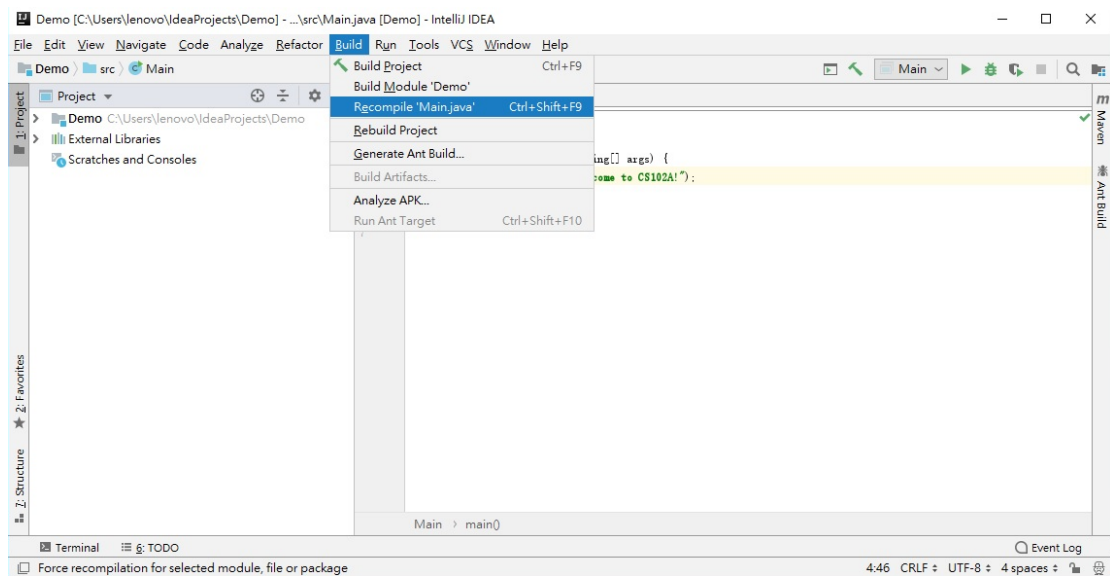 Demo [C:\Users\lenovo\IdeaProjects\Demo] - ...\src\Main.java [Demo] - IntelliJ IDEA
File Edit View Navigate Code Analyze Refactor Build Run Tools VCS Window Help
Demo src Main
Main
Build Project Ctrl+F9
Build Module 'Demo'
Recompile 'Main.java' Ctrl+Shift+F9
Rebuild Project
Generate Ant Build...
Build Artifacts...
Analyze APK...
Run Ant Target Ctrl+Shift+F10
1: Project
Project
Demo C:\Users\lenovo\IdeaProjects\Demo
External Libraries
Scratches and Consoles
ing[] args) {
come to CS102A!");
m
Maven
Ant Build
2: Favorites
7: Structure
Main › main()
Terminal 6: TODO Event Log
Force recompilation for selected module, file or package 4:46 CRLF UTF-8 4 spaces